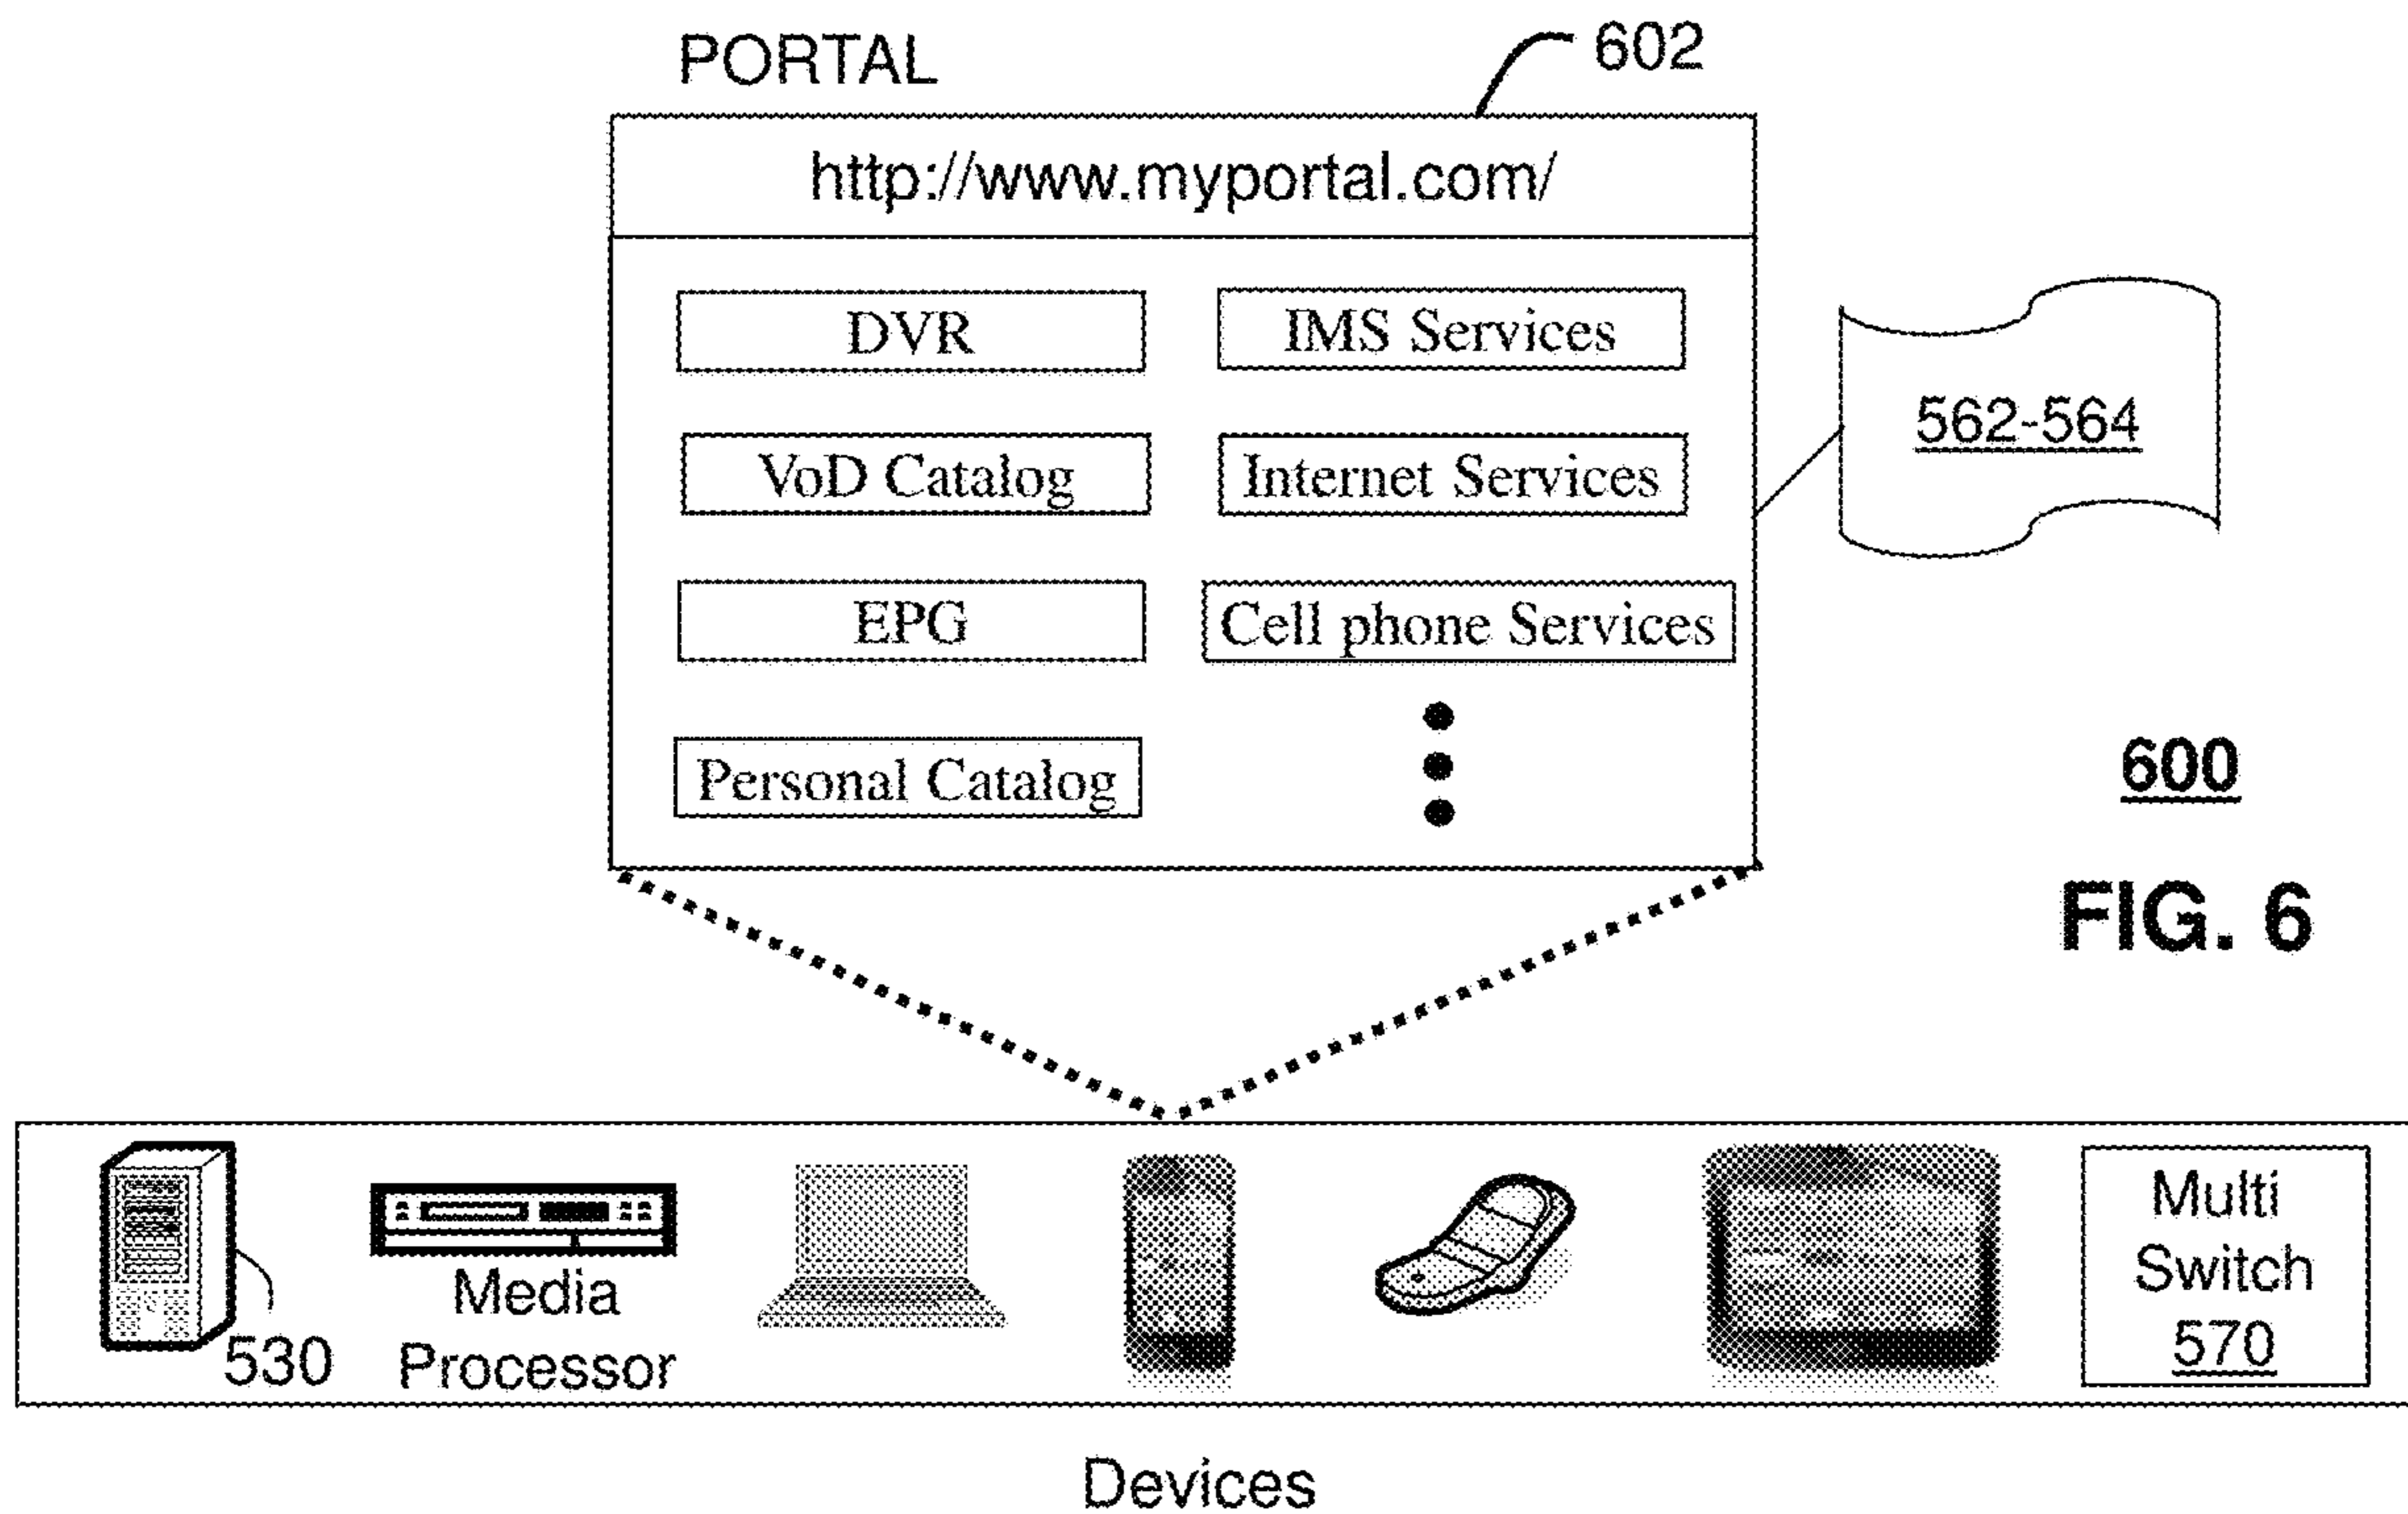 PORTAL
602
http://www.myportal.com/
DVR
IMS Services
VoD Catalog
Internet Services
EPG
Cell phone Services
Personal Catalog
562-564
600
FIG. 6
530
Media
Processor
Multi
Switch
570
Devices